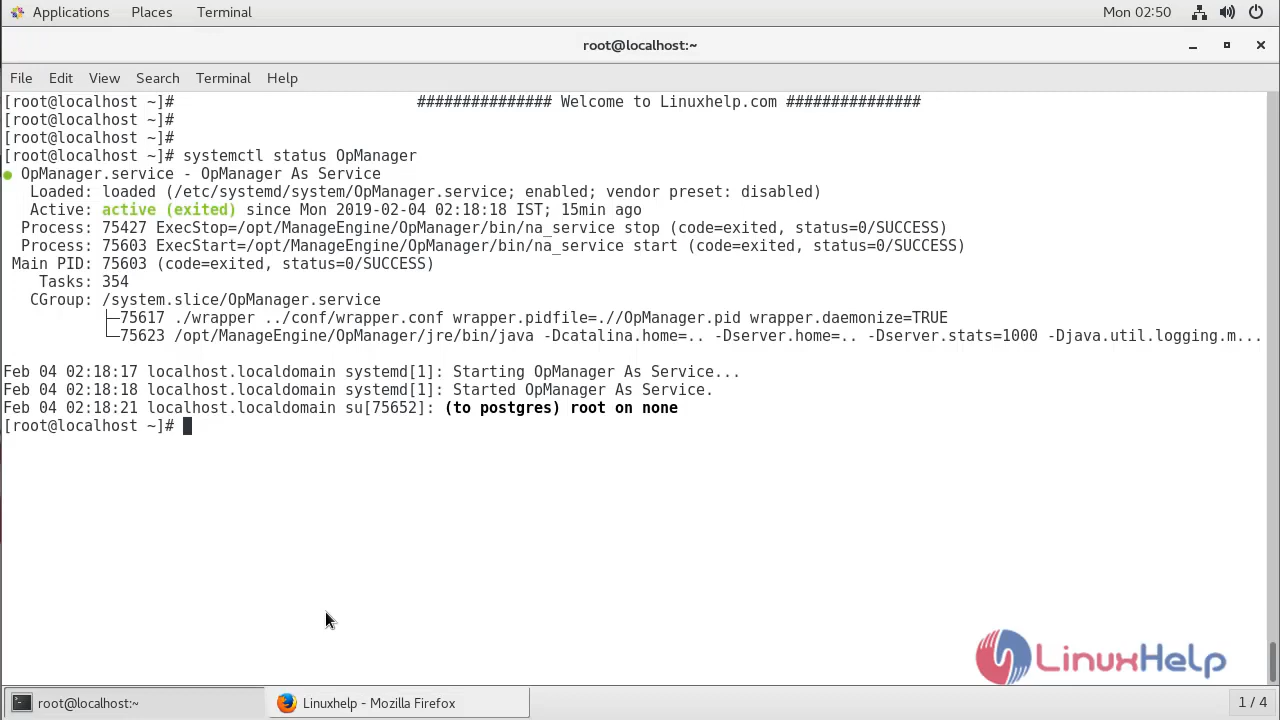 Applications Places Terminal Mon 02:50
root@localhost:~
File Edit View Search Terminal Help
[root@localhost ~]# ############### Welcome to Linuxhelp.com ###############
[root@localhost ~]#
[root@localhost ~]#
[root@localhost ~]# systemctl status OpManager
● OpManager.service - OpManager As Service
Loaded: loaded (/etc/systemd/system/OpManager.service; enabled; vendor preset: disabled)
Active: active (exited) since Mon 2019-02-04 02:18:18 IST; 15min ago
Process: 75427 ExecStop=/opt/ManageEngine/OpManager/bin/na_service stop (code=exited, status=0/SUCCESS)
Process: 75603 ExecStart=/opt/ManageEngine/OpManager/bin/na_service start (code=exited, status=0/SUCCESS)
Main PID: 75603 (code=exited, status=0/SUCCESS)
Tasks: 354
CGroup: /system.slice/OpManager.service
├─75617 ./wrapper ../conf/wrapper.conf wrapper.pidfile=.//OpManager.pid wrapper.daemonize=TRUE
└─75623 /opt/ManageEngine/OpManager/jre/bin/java -Dcatalina.home=.. -Dserver.home=.. -Dserver.stats=1000 -Djava.util.logging.m...
Feb 04 02:18:17 localhost.localdomain systemd[1]: Starting OpManager As Service...
Feb 04 02:18:18 localhost.localdomain systemd[1]: Started OpManager As Service.
Feb 04 02:18:21 localhost.localdomain su[75652]: (to postgres) root on none
[root@localhost ~]#
LinuxHelp
root@localhost:~ Linuxhelp - Mozilla Firefox 1 / 4